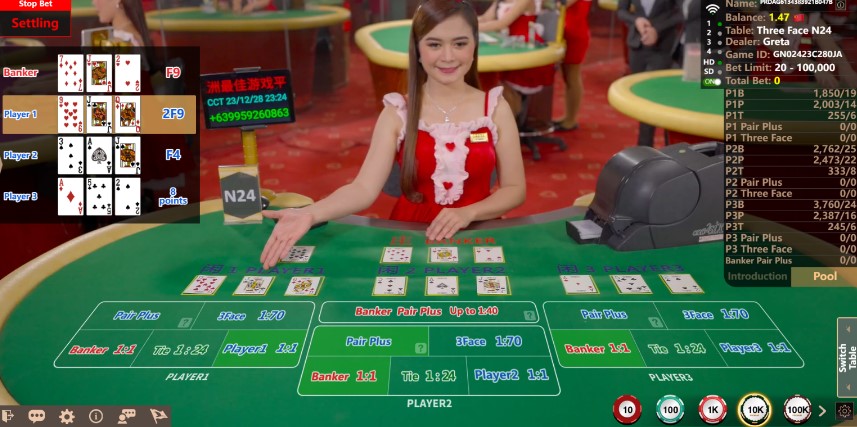 Stop Bet
Settling
Banker
F9
Player 1
2F9
Player 2
F4
Player 3
8
points
洲最佳游戏平
CCT 23/12/28 23:24
+639959260863
N24
1
2
3
4
HD
SD
ON
Name: PRDAG61343839218047B
Balance: 1.47
Table: Three Face N24
Dealer: Greta
Game ID: GN02423C280JA
Bet Limit: 20 - 100,000
Total Bet: 0
P1B 1,850/19
P1P 2,003/14
P1T 255/6
P1 Pair Plus 0/0
P1 Three Face 0/0
P2B 2,762/25
P2P 2,473/22
P2T 333/8
P2 Pair Plus 0/0
P2 Three Face 0/0
P3B 3,760/24
P3P 2,387/16
P3T 245/6
P3 Pair Plus 0/0
P3 Three Face 0/0
Banker Pair Plus 0/0
Introduction Pool
1 PLAYER1
2 PLAYER2
3 PLAYER3
Pair Plus ? 3Face 1:70
Banker 1:1 Tie 1:24 Player1 1:1
PLAYER1
Banker Pair Plus Up to 1:40 ?
Pair Plus ? 3Face 1:70
Banker 1:1 Tie 1:24 Player2 1:1
PLAYER2
Pair Plus ? 3Face 1:70
Banker 1:1 Tie 1:24 Player3 1:1
PLAYER3
Switch
Table
10 100 1K 10K 100K